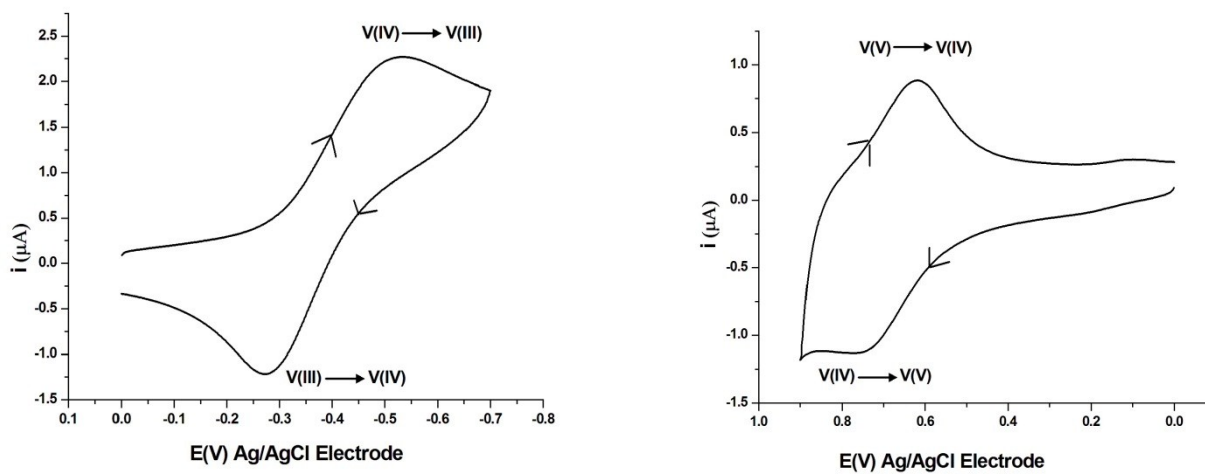 V(IV) → V(III)
2.5
2.0
1.5
1.0
0.5
0.0
-0.5
-1.0
-1.5
i (μA)
V(III) → V(IV)
0.1 0.0 -0.1 -0.2 -0.3 -0.4 -0.5 -0.6 -0.7 -0.8
E(V) Ag/AgCl Electrode
V(V) → V(IV)
1.0
0.5
0.0
-0.5
-1.0
-1.5
i (μA)
V(IV) → V(V)
1.0 0.8 0.6 0.4 0.2 0.0
E(V) Ag/AgCl Electrode